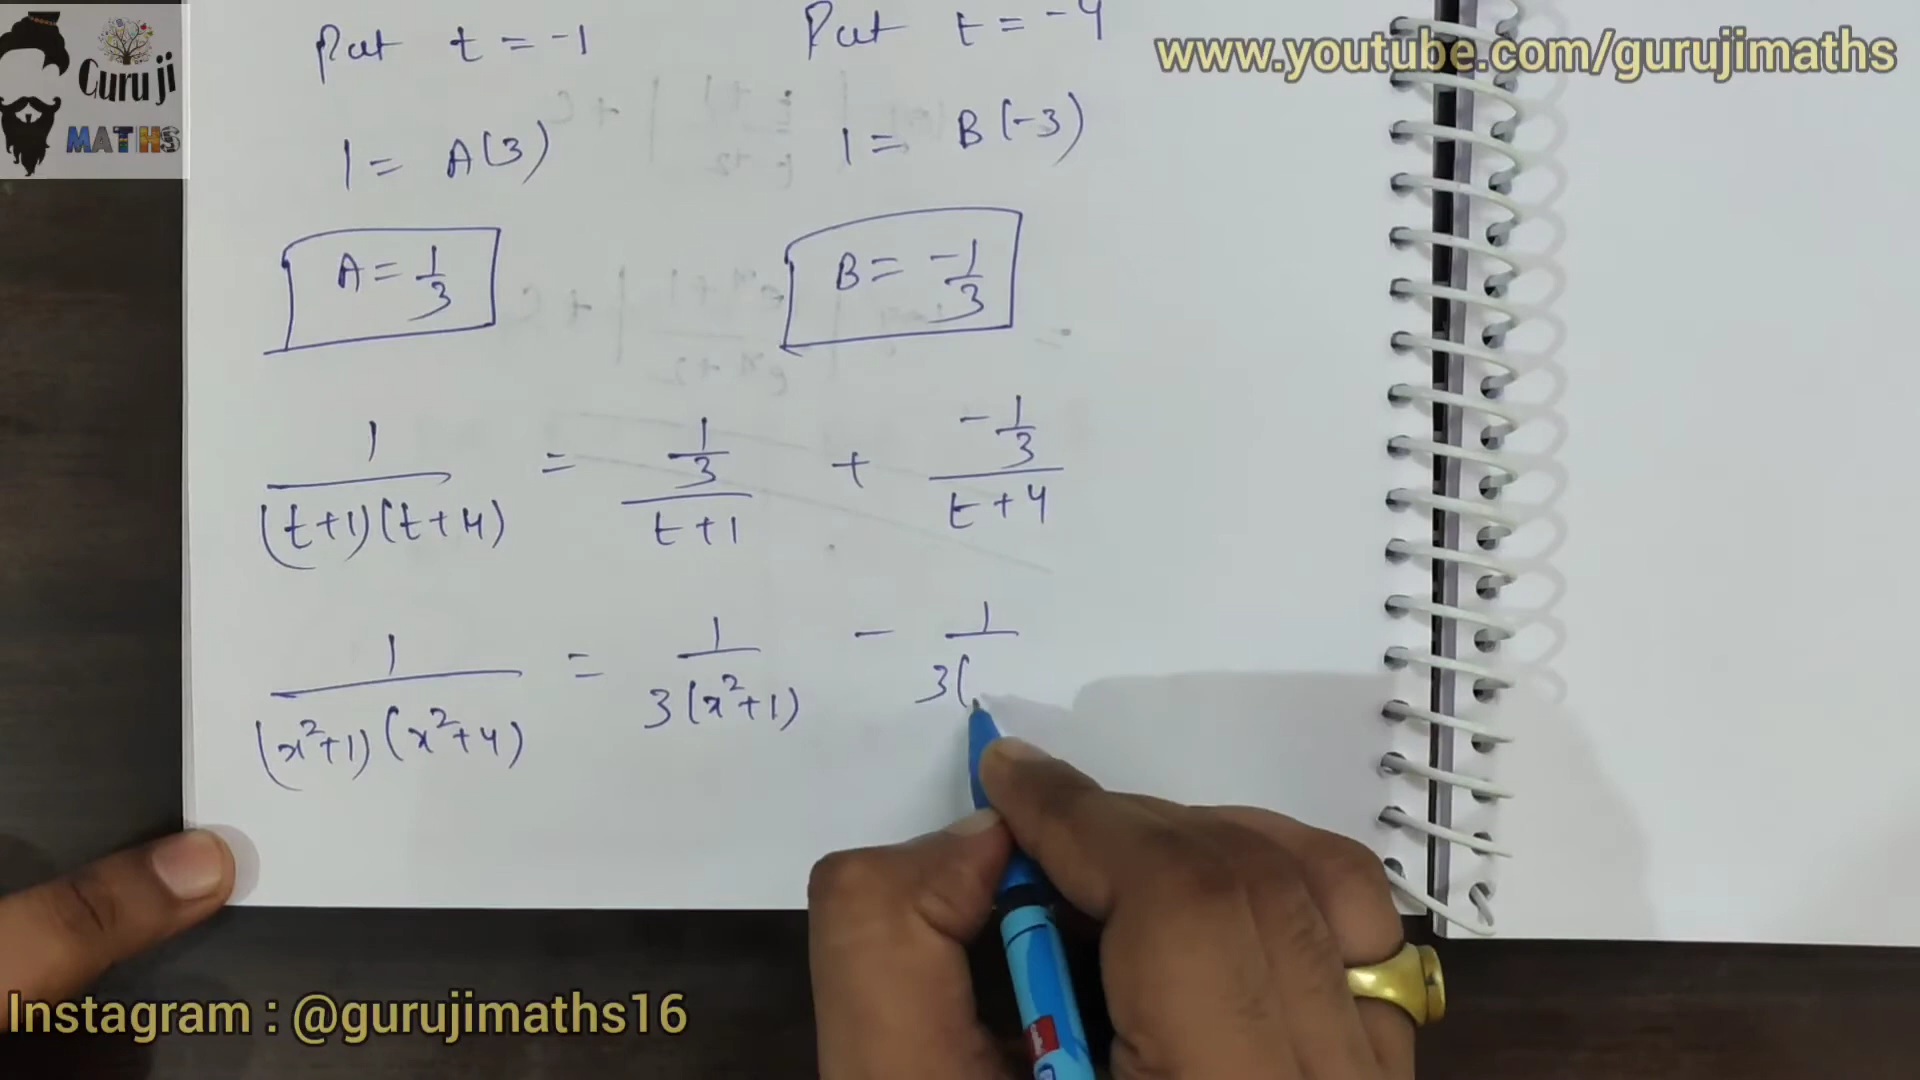 Guruji
MATHS
www.youtube.com/gurujimaths
Put t = -1
Put t = -4
1 = A(3)
1 = B(-3)
A = 1/3
B = -1/3
1/((t+1)(t+4)) = (1/3)/(t+1) + (-1/3)/(t+4)
1/((x²+1)(x²+4)) = 1/(3(x²+1)) - 1/(3(
Instagram : @gurujimaths16